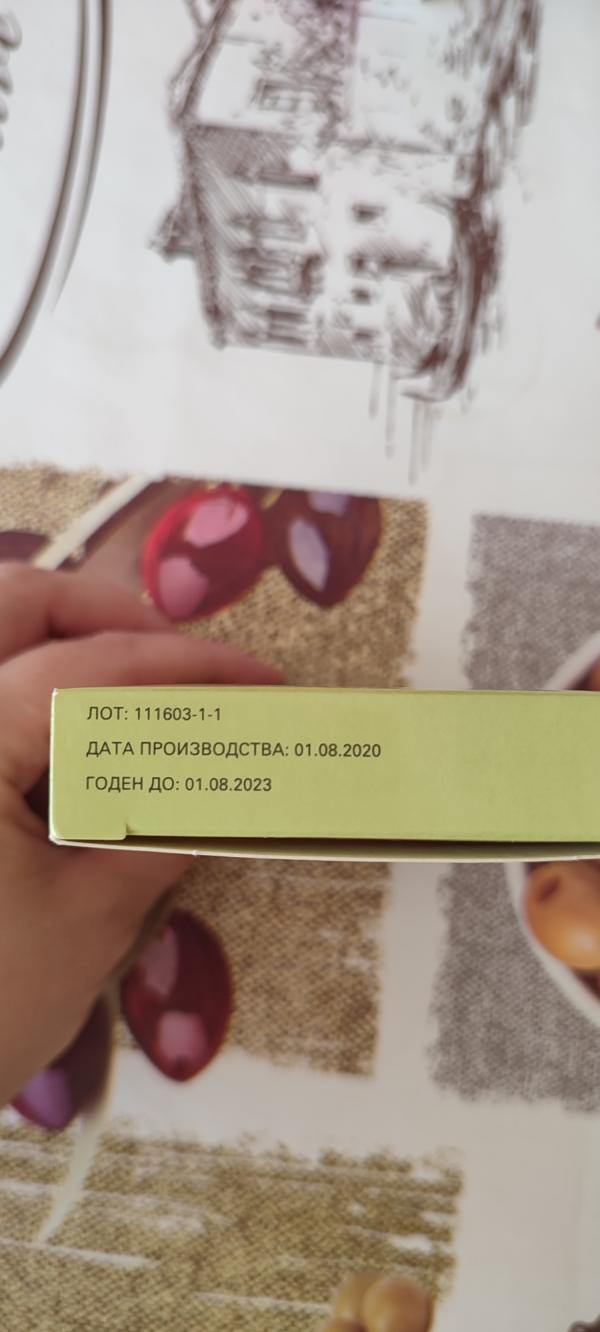 ЛОТ: 111603-1-1
ДАТА ПРОИЗВОДСТВА: 01.08.2020
ГОДЕН ДО: 01.08.2023